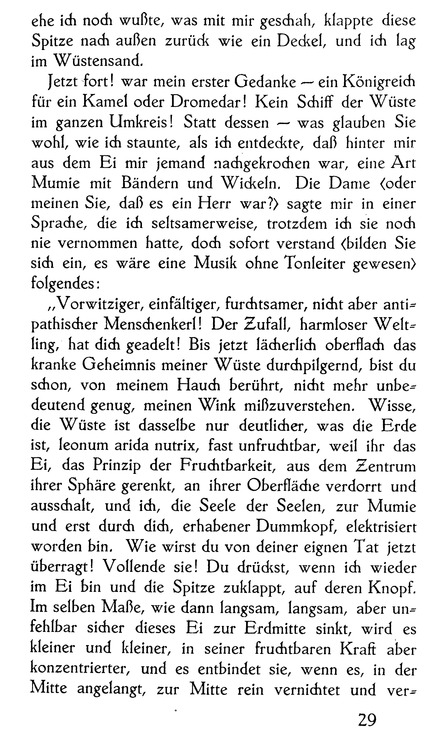 ehe ich noch wußte, was mit mir geschah, klappte diese
Spitze nach außen zurück wie ein Deckel, und ich lag
im Wüstensand.
Jetzt fort! war mein erster Gedanke — ein Königreich
für ein Kamel oder Dromedar! Kein Schiff der Wüste
im ganzen Umkreis! Statt dessen — was glauben Sie
wohl, wie ich staunte, als ich entdeckte, daß hinter mir
aus dem Ei mir jemand nachgekrochen war, eine Art
Mumie mit Bändern und Wickeln. Die Dame (oder
meinen Sie, daß es ein Herr war?) sagte mir in einer
Sprache, die ich seltsamerweise, trotzdem ich sie noch
nie vernommen hatte, doch sofort verstand (bilden Sie
sich ein, es wäre eine Musik ohne Tonleiter gewesen)
folgendes:
„Vorwitziger, einfältiger, furchtsamer, nicht aber anti-
pathischer Menschenkerl! Der Zufall, harmloser Welt-
ling, hat dich geadelt! Bis jetzt lächerlich oberflach das
kranke Geheimnis meiner Wüste durchpilgernd, bist du
schon, von meinem Hauch berührt, nicht mehr unbe-
deutend genug, meinen Wink mißzuverstehen. Wisse,
die Wüste ist dasselbe nur deutlicher, was die Erde
ist, leonum arida nutrix, fast unfruchtbar, weil ihr das
Ei, das Prinzip der Fruchtbarkeit, aus dem Zentrum
ihrer Sphäre gerenkt, an ihrer Oberfläche verdorrt und
ausschalt, und ich, die Seele der Seelen, zur Mumie
und erst durch dich, erhabener Dummkopf, elektrisiert
worden bin. Wie wirst du von deiner eignen Tat jetzt
überragt! Vollende sie! Du drückst, wenn ich wieder
im Ei bin und die Spitze zuklappt, auf deren Knopf.
Im selben Maße, wie dann langsam, langsam, aber un-
fehlbar sicher dieses Ei zur Erdmitte sinkt, wird es
kleiner und kleiner, in seiner fruchtbaren Kraft aber
konzentrierter, und es entbindet sie, wenn es, in der
Mitte angelangt, zur Mitte rein vernichtet und ver-
29